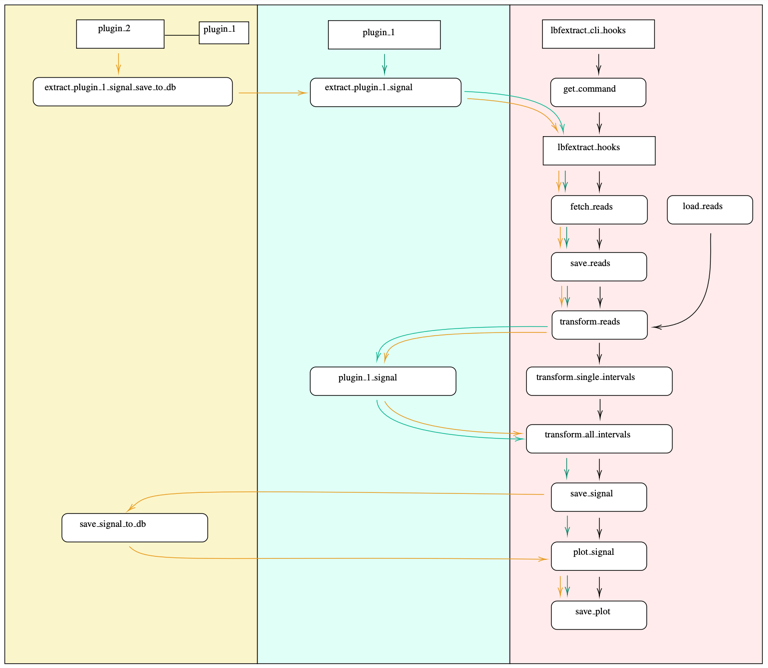 plugin_2
plugin_1
extract_plugin_1_signal_save_to_db
save_signal_to_db
plugin_1
extract_plugin_1_signal
plugin_1_signal
lbfextract_cli_hooks
get_command
lbfextract_hooks
fetch_reads
load_reads
save_reads
transform_reads
transform_single_intervals
transform_all_intervals
save_signal
plot_signal
save_plot